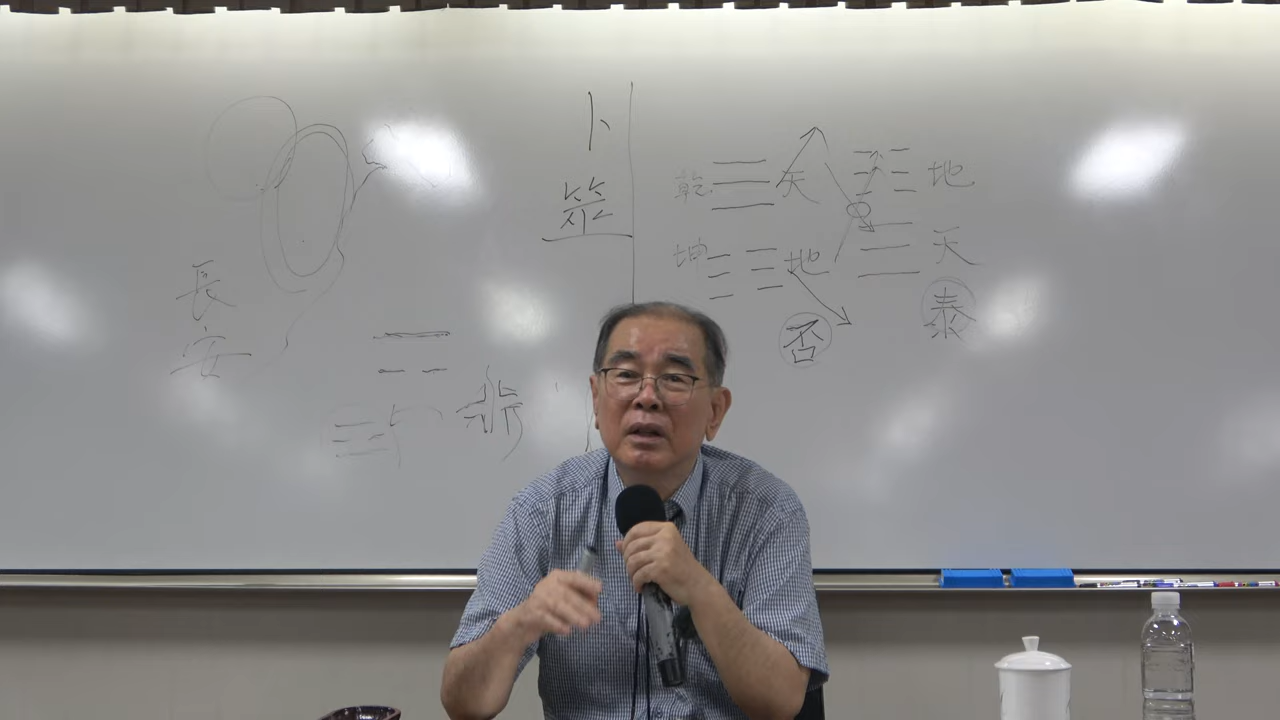 長
安
卜
筮
乾 天
坤 地
否
地
天
泰